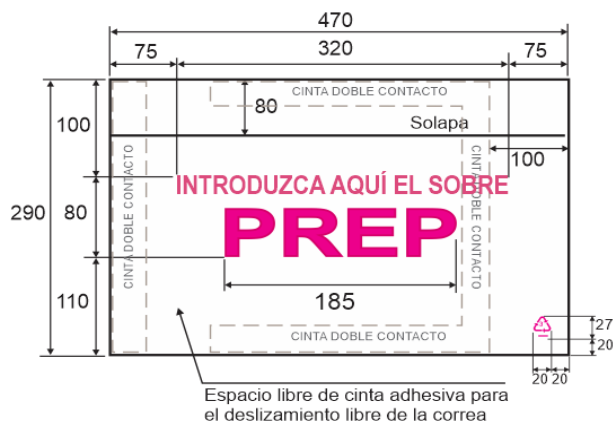 470
75 320 75
CINTA DOBLE CONTACTO
80
Solapa
100
100
INTRODUZCA AQUÍ EL SOBRE
CINTA DOBLE CONTACTO
CINTA DOBLE CONTACTO
290
80
PREP
185
110
27
CINTA DOBLE CONTACTO
20
20 20
Espacio libre de cinta adhesiva para
el deslizamiento libre de la correa